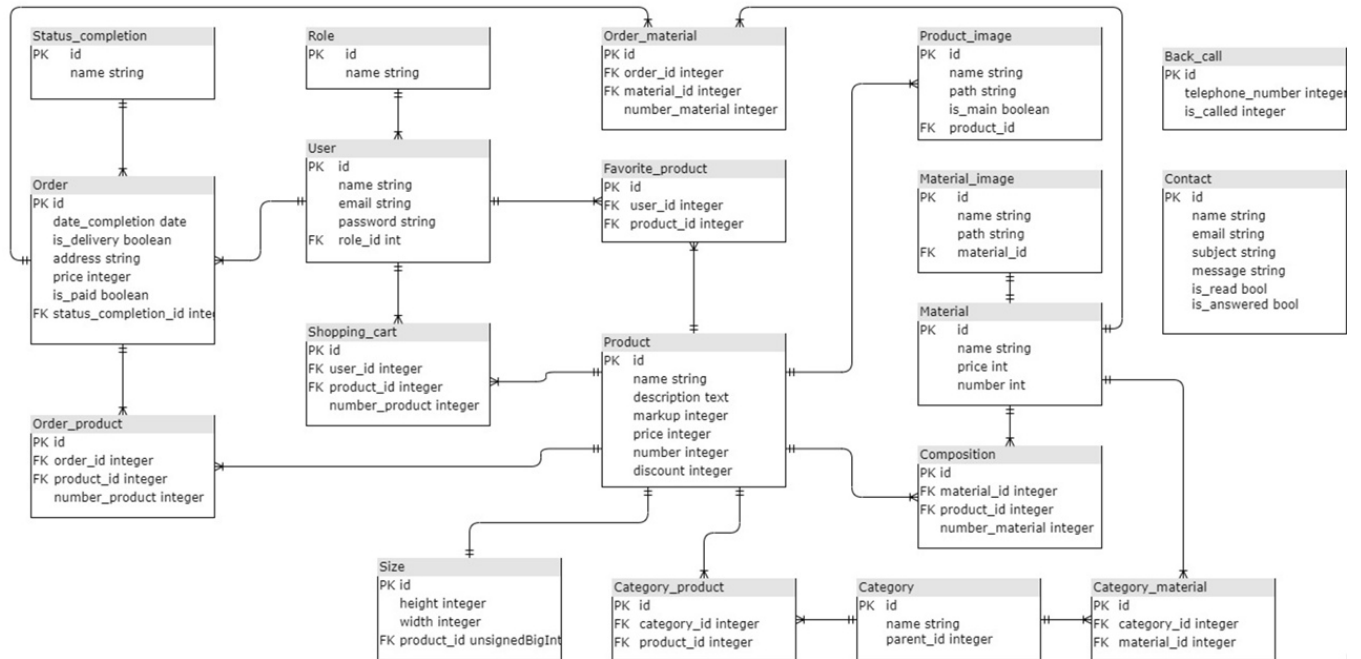 Status_completion
PK id
name string
Role
PK id
name string
Order_material
PK id
FK order_id integer
FK material_id integer
number_material integer
Product_image
PK id
name string
path string
is_main boolean
FK product_id
Back_call
PK id
telephone_number integer
is_called integer
User
PK id
name string
email string
password string
FK role_id int
Order
PK id
date_completion date
is_delivery boolean
address string
price integer
is_paid boolean
FK status_completion_id inte
Favorite_product
PK id
FK user_id integer
FK product_id integer
Material_image
PK id
name string
path string
FK material_id
Contact
PK id
name string
email string
subject string
message string
is_read bool
is_answered bool
Shopping_cart
PK id
FK user_id integer
FK product_id integer
number_product integer
Product
PK id
name string
description text
markup integer
price integer
number integer
discount integer
Material
PK id
name string
price int
number int
Order_product
PK id
FK order_id integer
FK product_id integer
number_product integer
Composition
PK id
FK material_id integer
FK product_id integer
number_material integer
Size
PK id
height integer
width integer
FK product_id unsignedBigInt
Category_product
PK id
FK category_id integer
FK product_id integer
Category
PK id
name string
parent_id integer
Category_material
PK id
FK category_id integer
FK material_id integer